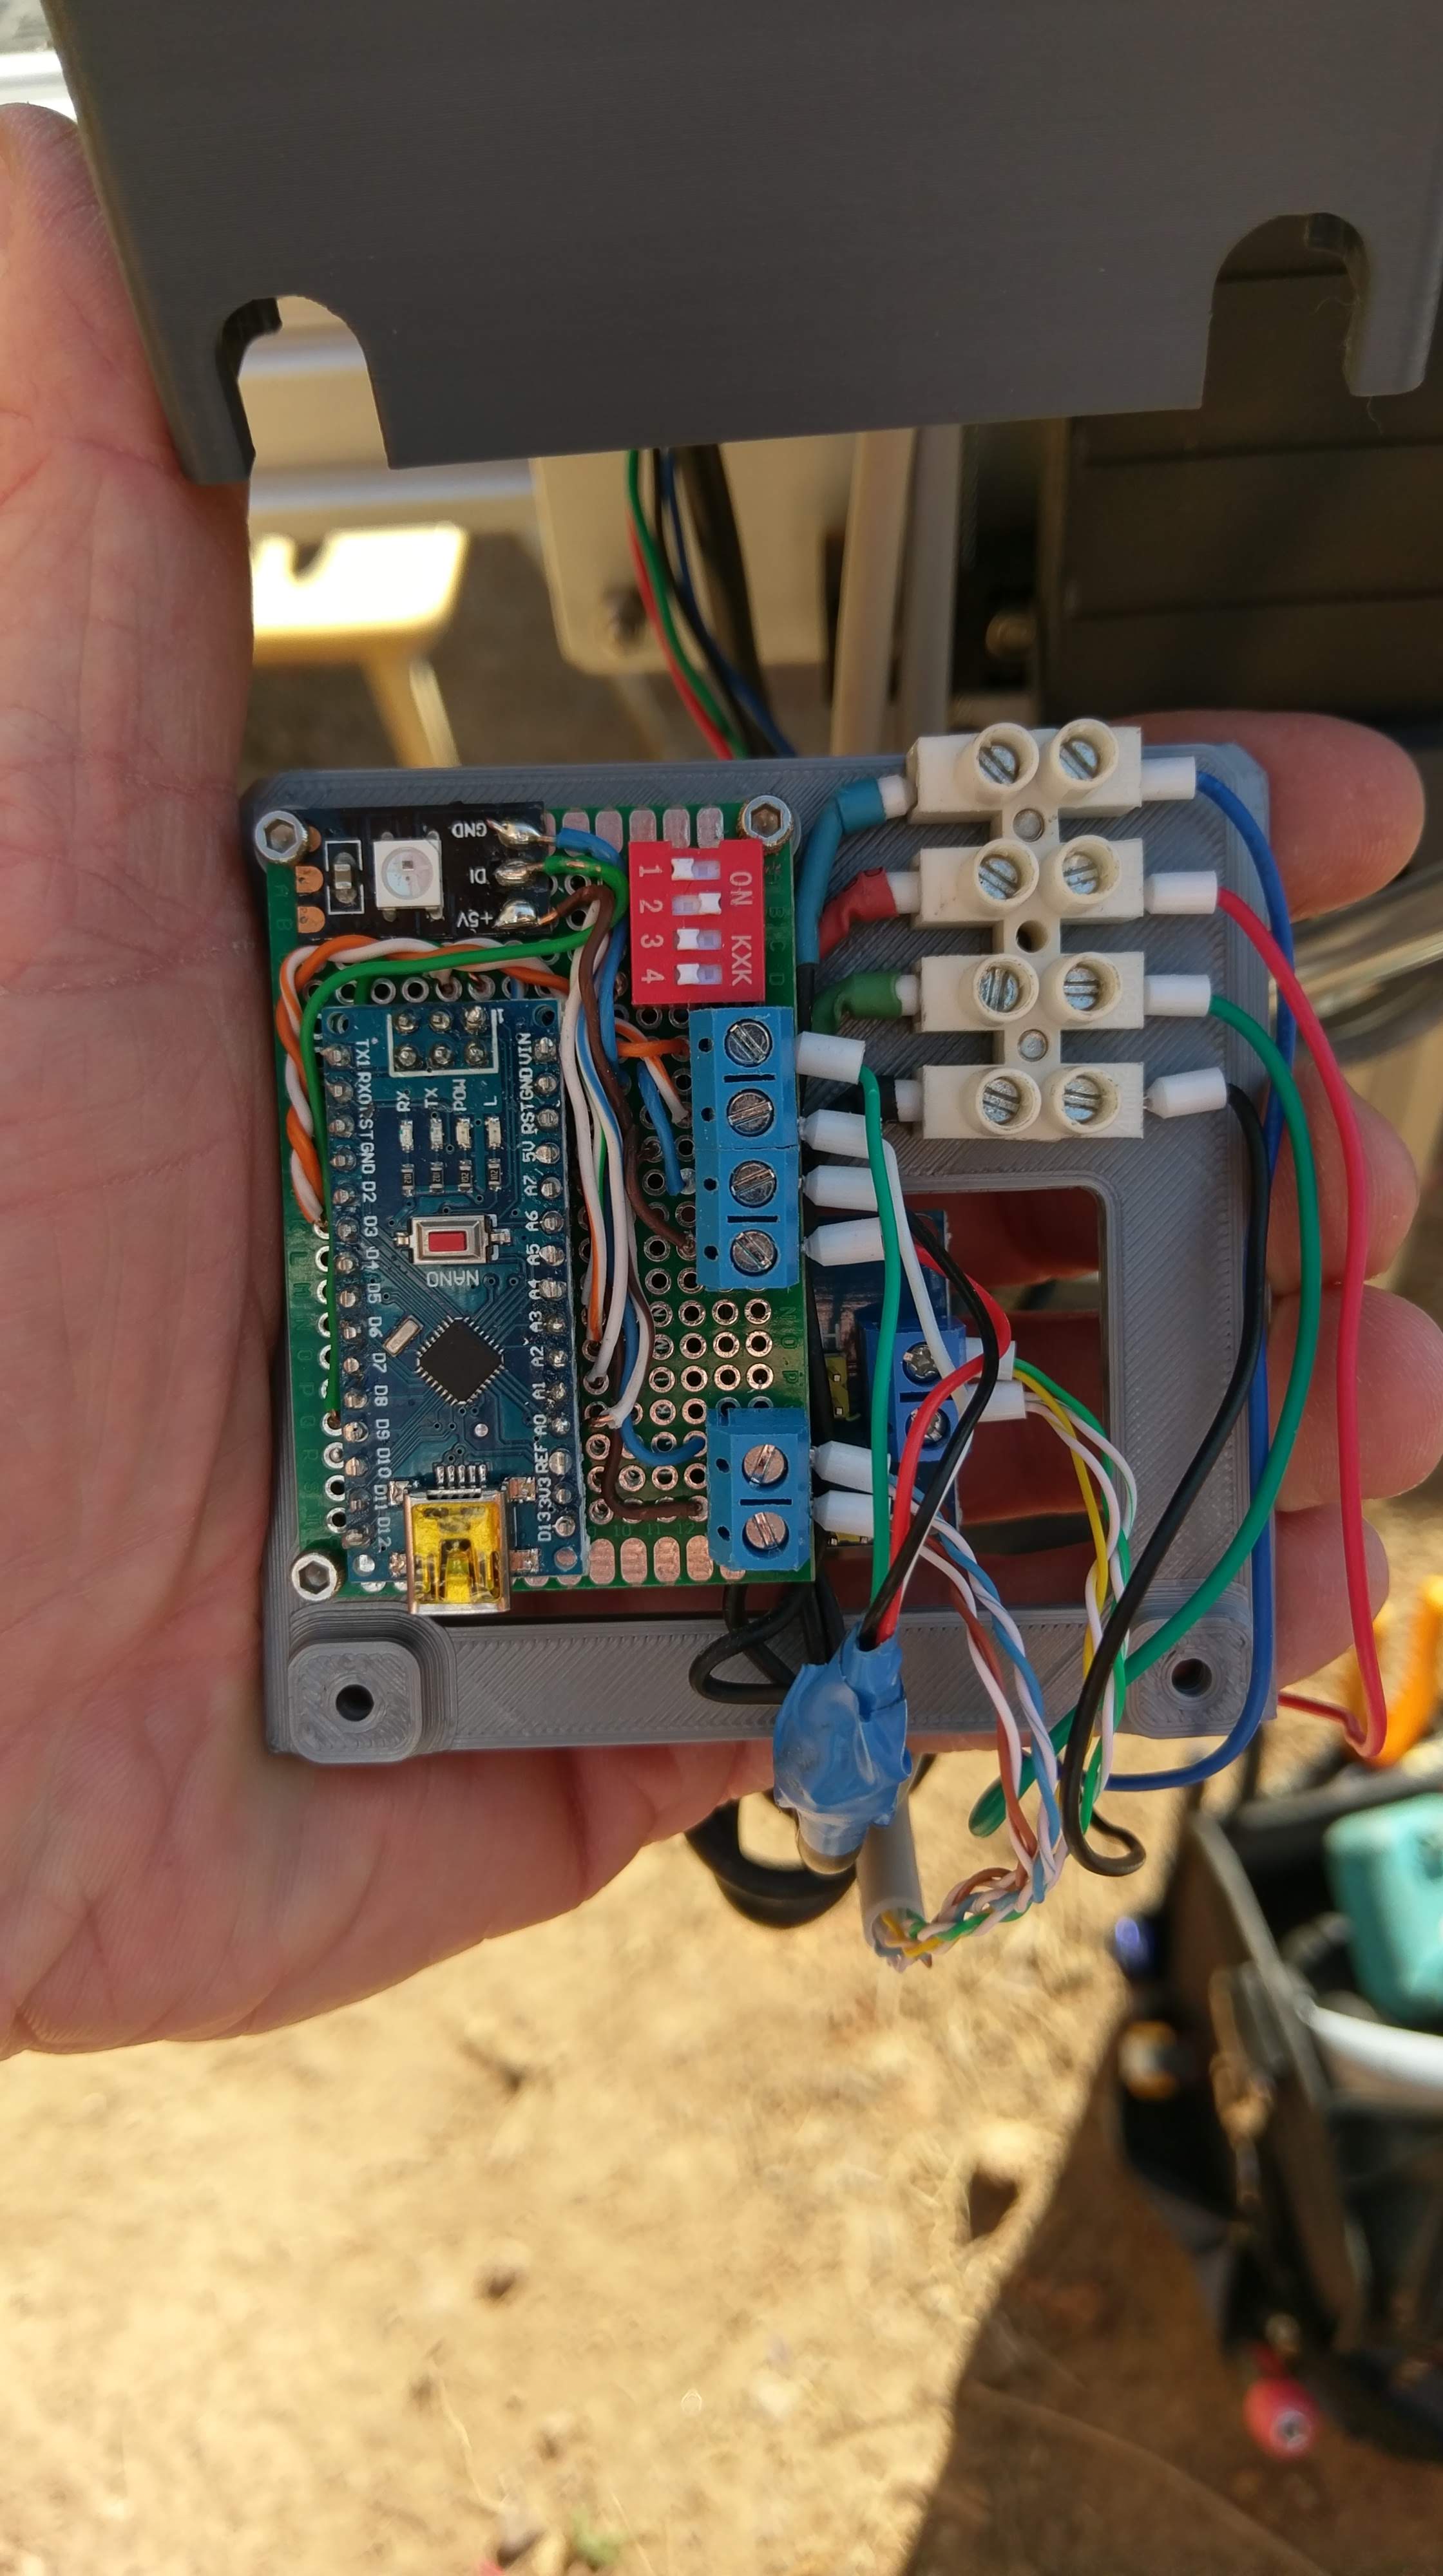 GND
DI
+5V
ON KXK
1
2
3
4
TX1 RX0 RST GND D2 D3 D4 D5 D6 D7 D8 D9 D10 D11 D12
RX
TX
POW
L
1
VIN GND RST 5V A7 A6 A5 A4 A3 A2 A1 A0 REF 3V3 D13
NANO